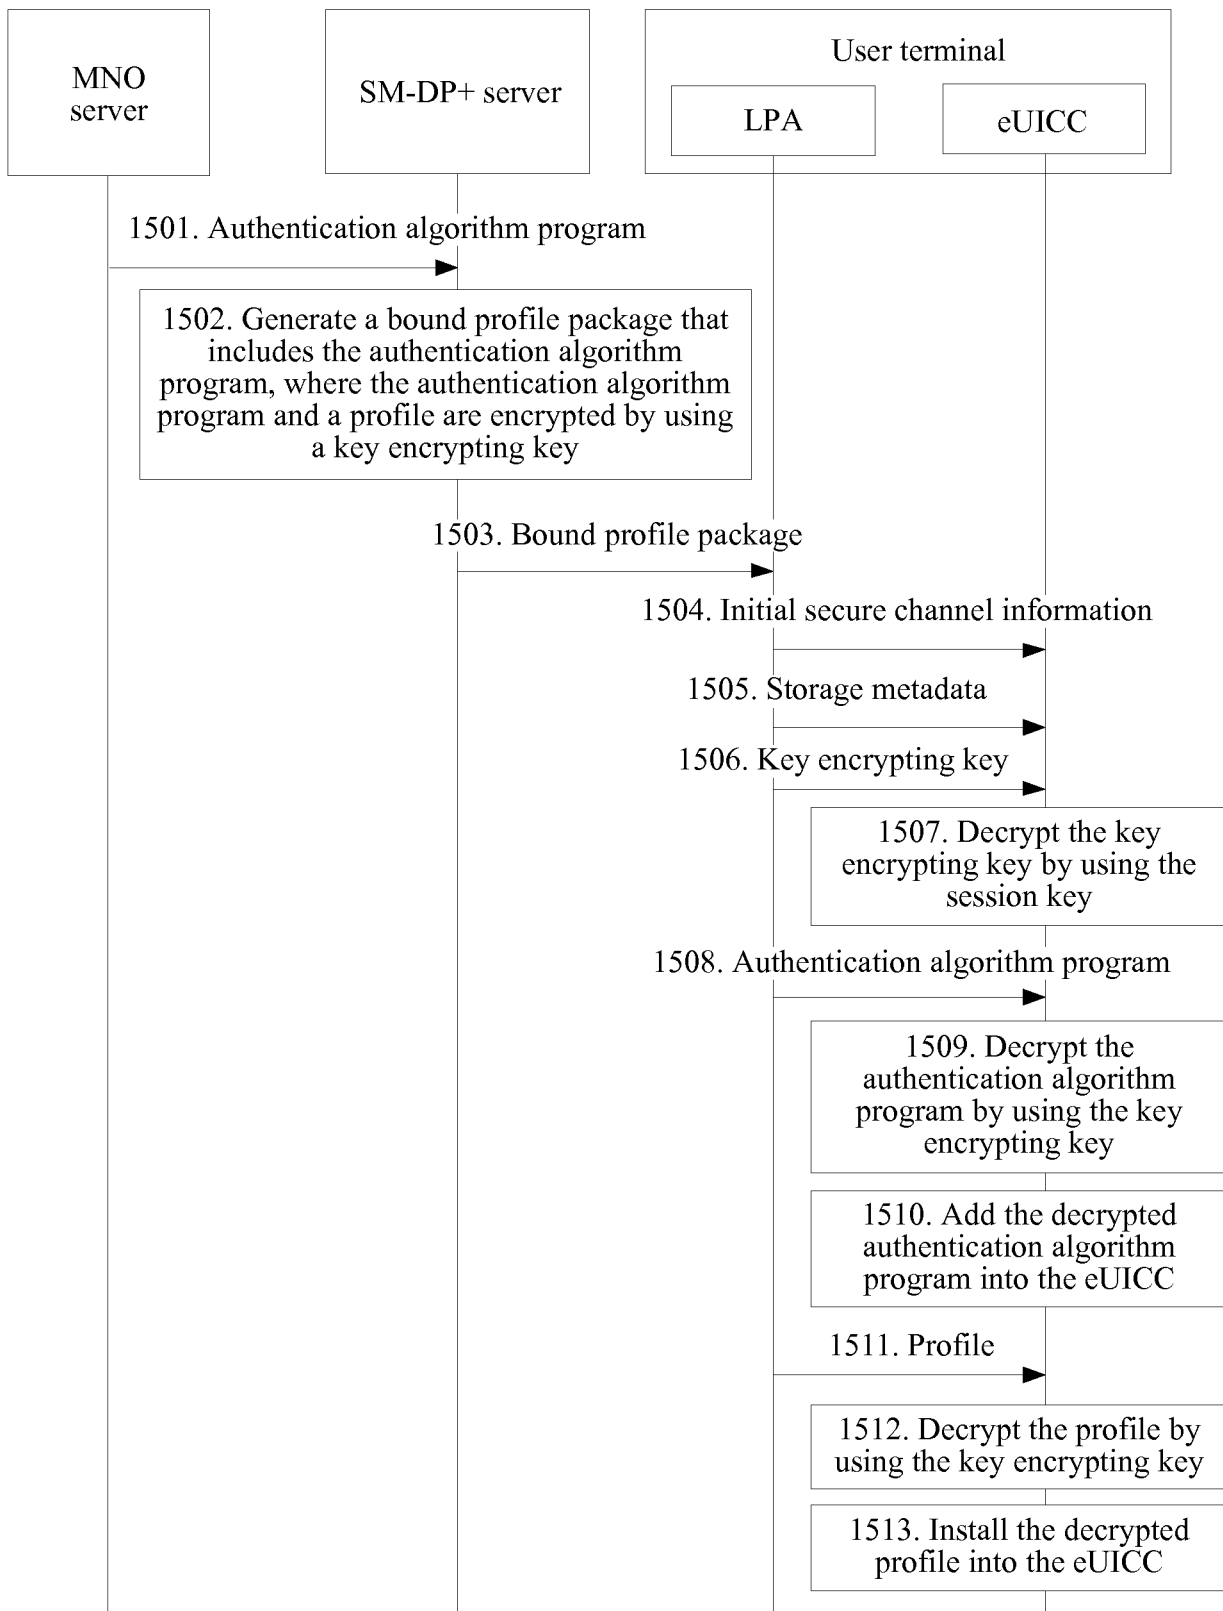 MNO
server
SM-DP+ server
User terminal
LPA
eUICC
1501. Authentication algorithm program
1502. Generate a bound profile package that
includes the authentication algorithm
program, where the authentication algorithm
program and a profile are encrypted by using
a key encrypting key
1503. Bound profile package
1504. Initial secure channel information
1505. Storage metadata
1506. Key encrypting key
1507. Decrypt the key
encrypting key by using the
session key
1508. Authentication algorithm program
1509. Decrypt the
authentication algorithm
program by using the key
encrypting key
1510. Add the decrypted
authentication algorithm
program into the eUICC
1511. Profile
1512. Decrypt the profile by
using the key encrypting key
1513. Install the decrypted
profile into the eUICC